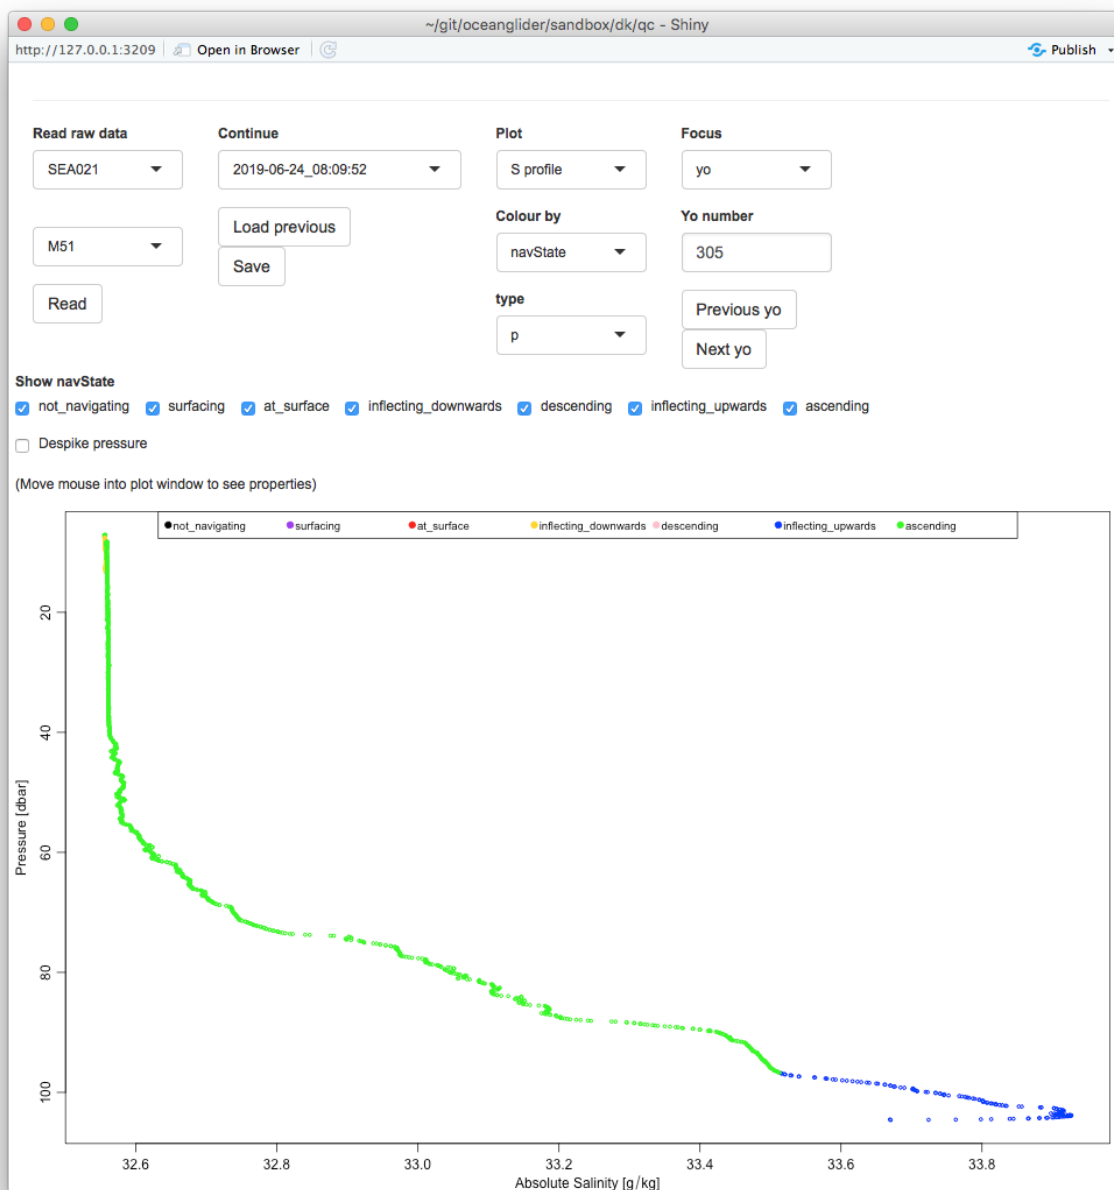 ~/git/oceanglider/sandbox/dk/qc - Shiny
http://127.0.0.1:3209 Open in Browser Publish
Read raw data Continue Plot Focus
SEA021 2019-06-24_08:09:52 S profile yo
Load previous Colour by Yo number
M51 Save navState 305
Read type Previous yo
p Next yo
Show navState
not_navigating surfacing at_surface inflecting_downwards descending inflecting_upwards ascending
Despike pressure
(Move mouse into plot window to see properties)
not_navigating surfacing at_surface inflecting_downwards descending inflecting_upwards ascending
20
40
60
80
100
Pressure [dbar]
32.6 32.8 33.0 33.2 33.4 33.6 33.8
Absolute Salinity [g/kg]